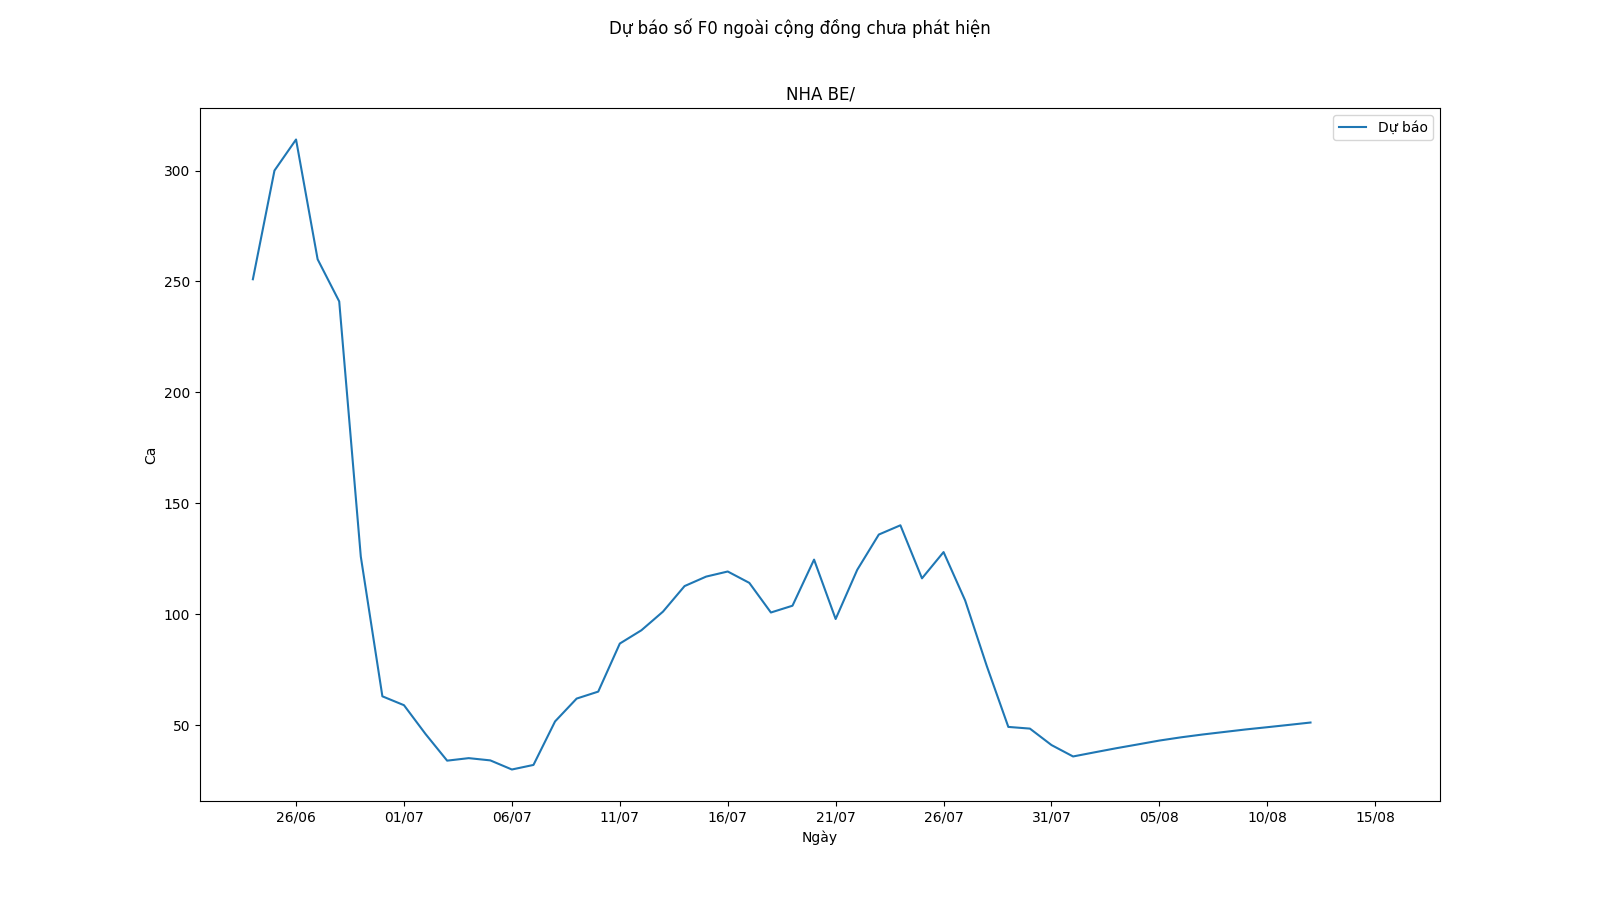 Dự báo số F0 ngoài cộng đồng chưa phát hiện
NHA BE/
Dự báo
300
250
200
150
100
50
Ca
26/06 01/07 06/07 11/07 16/07 21/07 26/07 31/07 05/08 10/08 15/08
Ngày